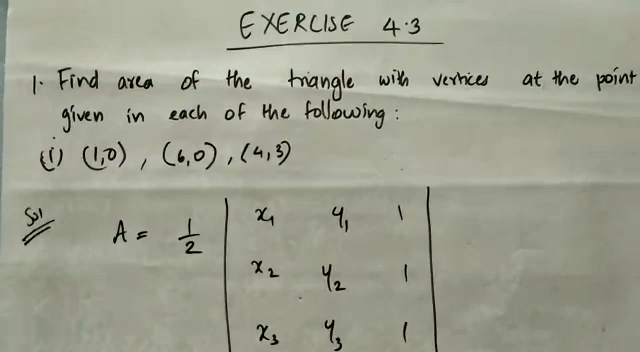 EXERCISE 4.3
1. Find area of the triangle with vertices at the point
given in each of the following :
(i) (1,0) , (6,0) , (4,3)
Sol
A = 1/2 | x₁ y₁ 1 |
x₂ y₂ 1
x₃ y₃ 1